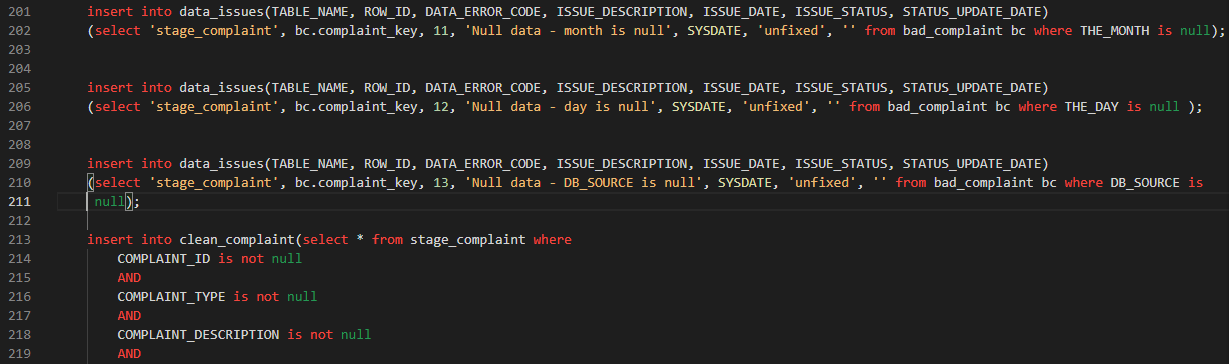 201 insert into data_issues(TABLE_NAME, ROW_ID, DATA_ERROR_CODE, ISSUE_DESCRIPTION, ISSUE_DATE, ISSUE_STATUS, STATUS_UPDATE_DATE)
202 (select 'stage_complaint', bc.complaint_key, 11, 'Null data - month is null', SYSDATE, 'unfixed', '' from bad_complaint bc where THE_MONTH is null);
203
204
205 insert into data_issues(TABLE_NAME, ROW_ID, DATA_ERROR_CODE, ISSUE_DESCRIPTION, ISSUE_DATE, ISSUE_STATUS, STATUS_UPDATE_DATE)
206 (select 'stage_complaint', bc.complaint_key, 12, 'Null data - day is null', SYSDATE, 'unfixed', '' from bad_complaint bc where THE_DAY is null );
207
208
209 insert into data_issues(TABLE_NAME, ROW_ID, DATA_ERROR_CODE, ISSUE_DESCRIPTION, ISSUE_DATE, ISSUE_STATUS, STATUS_UPDATE_DATE)
210 (select 'stage_complaint', bc.complaint_key, 13, 'Null data - DB_SOURCE is null', SYSDATE, 'unfixed', '' from bad_complaint bc where DB_SOURCE is
211 null);
212
213 insert into clean_complaint(select * from stage_complaint where
214 COMPLAINT_ID is not null
215 AND
216 COMPLAINT_TYPE is not null
217 AND
218 COMPLAINT_DESCRIPTION is not null
219 AND